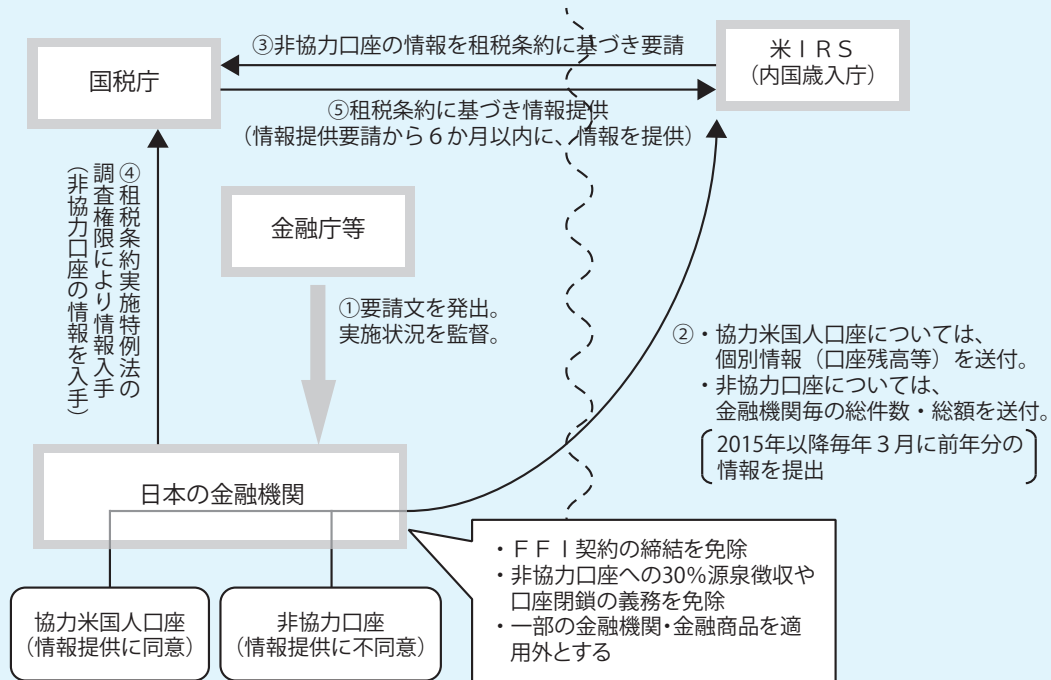 ③非協力口座の情報を租税条約に基づき要請
国税庁
米ＩＲＳ
（内国歳入庁）
⑤租税条約に基づき情報提供
（情報提供要請から６か月以内に、情報を提供）
④租税条約実施特例法の
調査権限により情報入手
（非協力口座の情報を入手）
金融庁等
①要請文を発出。
実施状況を監督。
②・協力米国人口座については、
個別情報（口座残高等）を送付。
・非協力口座については、
金融機関毎の総件数・総額を送付。
2015年以降毎年３月に前年分の
情報を提出
日本の金融機関
・ＦＦＩ契約の締結を免除
・非協力口座への30％源泉徴収や
口座閉鎖の義務を免除
・一部の金融機関・金融商品を適
用外とする
協力米国人口座
（情報提供に同意）
非協力口座
（情報提供に不同意）